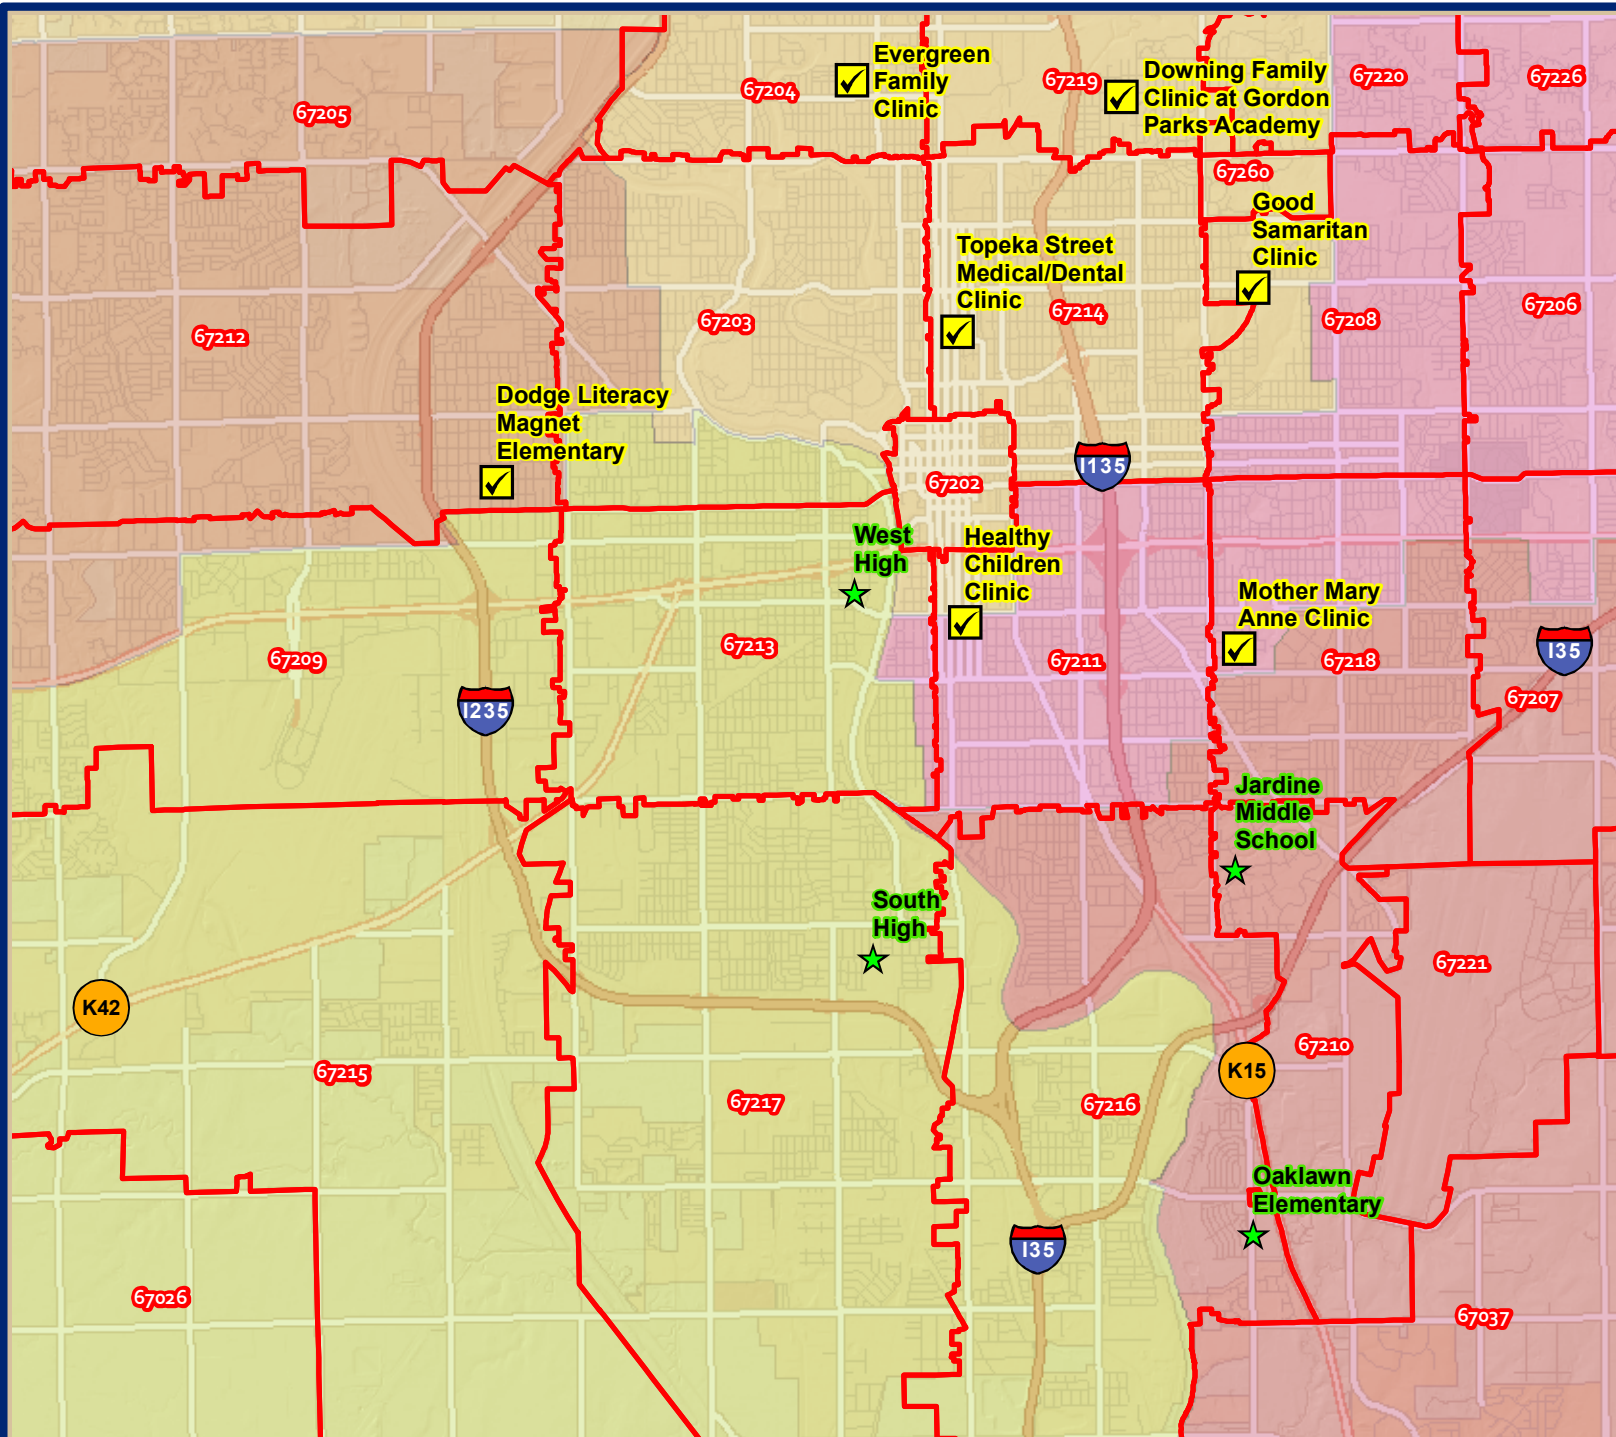 Evergreen
Family
Clinic
67204
67219
Downing Family
Clinic at Gordon
Parks Academy
67220
67226
67205
67260
Good
Samaritan
Clinic
Topeka Street
Medical/Dental
Clinic
67212
67203
67214
67208
67206
Dodge Literacy
Magnet
Elementary
I135
67202
West
High
Healthy
Children
Clinic
Mother Mary
Anne Clinic
67209
67213
67211
67218
I35
67207
I235
Jardine
Middle
School
South
High
67221
K42
67215
67217
67216
K15
67210
Oaklawn
Elementary
I35
67026
67037